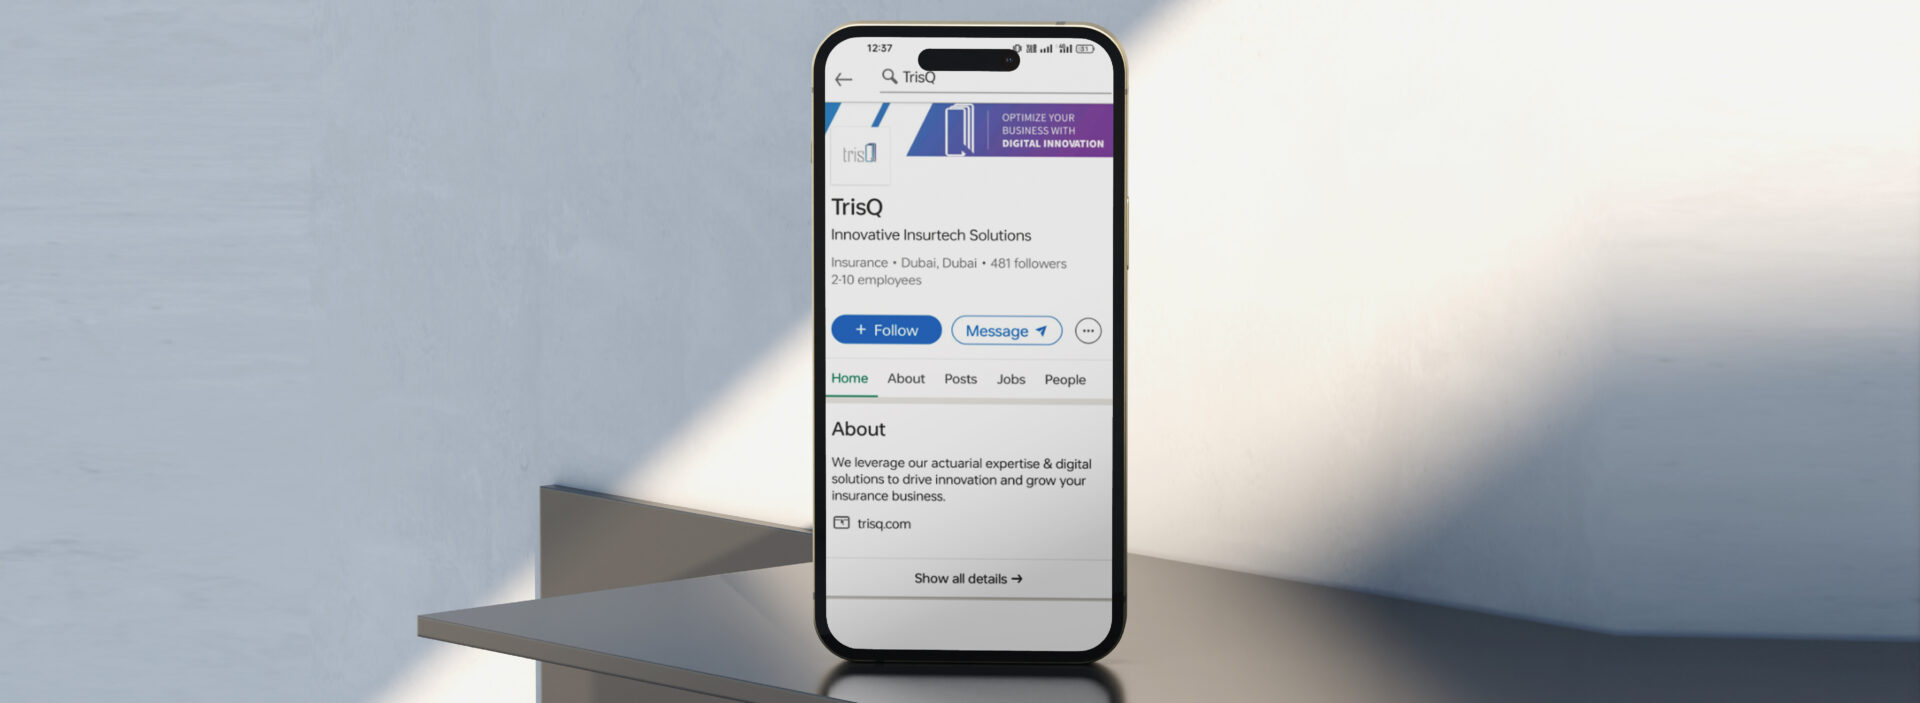 12:37
TrisQ
OPTIMIZE YOUR
BUSINESS WITH
DIGITAL INNOVATION
trisQ
TrisQ
Innovative Insurtech Solutions
Insurance • Dubai, Dubai • 481 followers
2-10 employees
+ Follow
Message
Home About Posts Jobs People
About
We leverage our actuarial expertise & digital
solutions to drive innovation and grow your
insurance business.
trisq.com
Show all details →